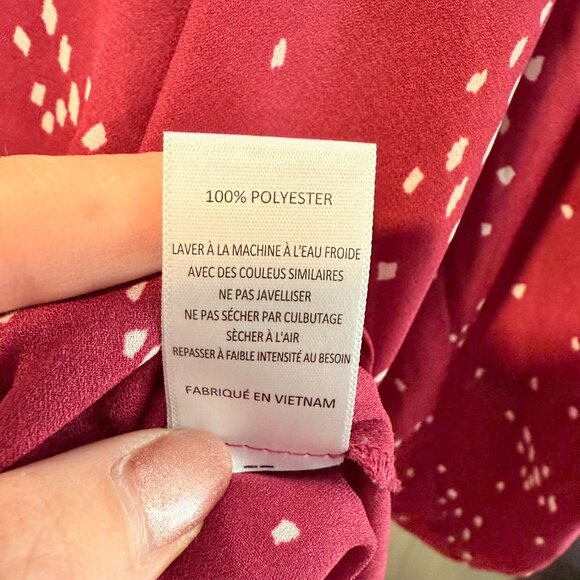 100% POLYESTER
LAVER À LA MACHINE À L'EAU FROIDE
AVEC DES COULEUS SIMILAIRES
NE PAS JAVELLISER
NE PAS SÉCHER PAR CULBUTAGE
SÈCHER À L'AIR
REPASSER À FAIBLE INTENSITÉ AU BESOIN
FABRIQUÉ EN VIETNAM